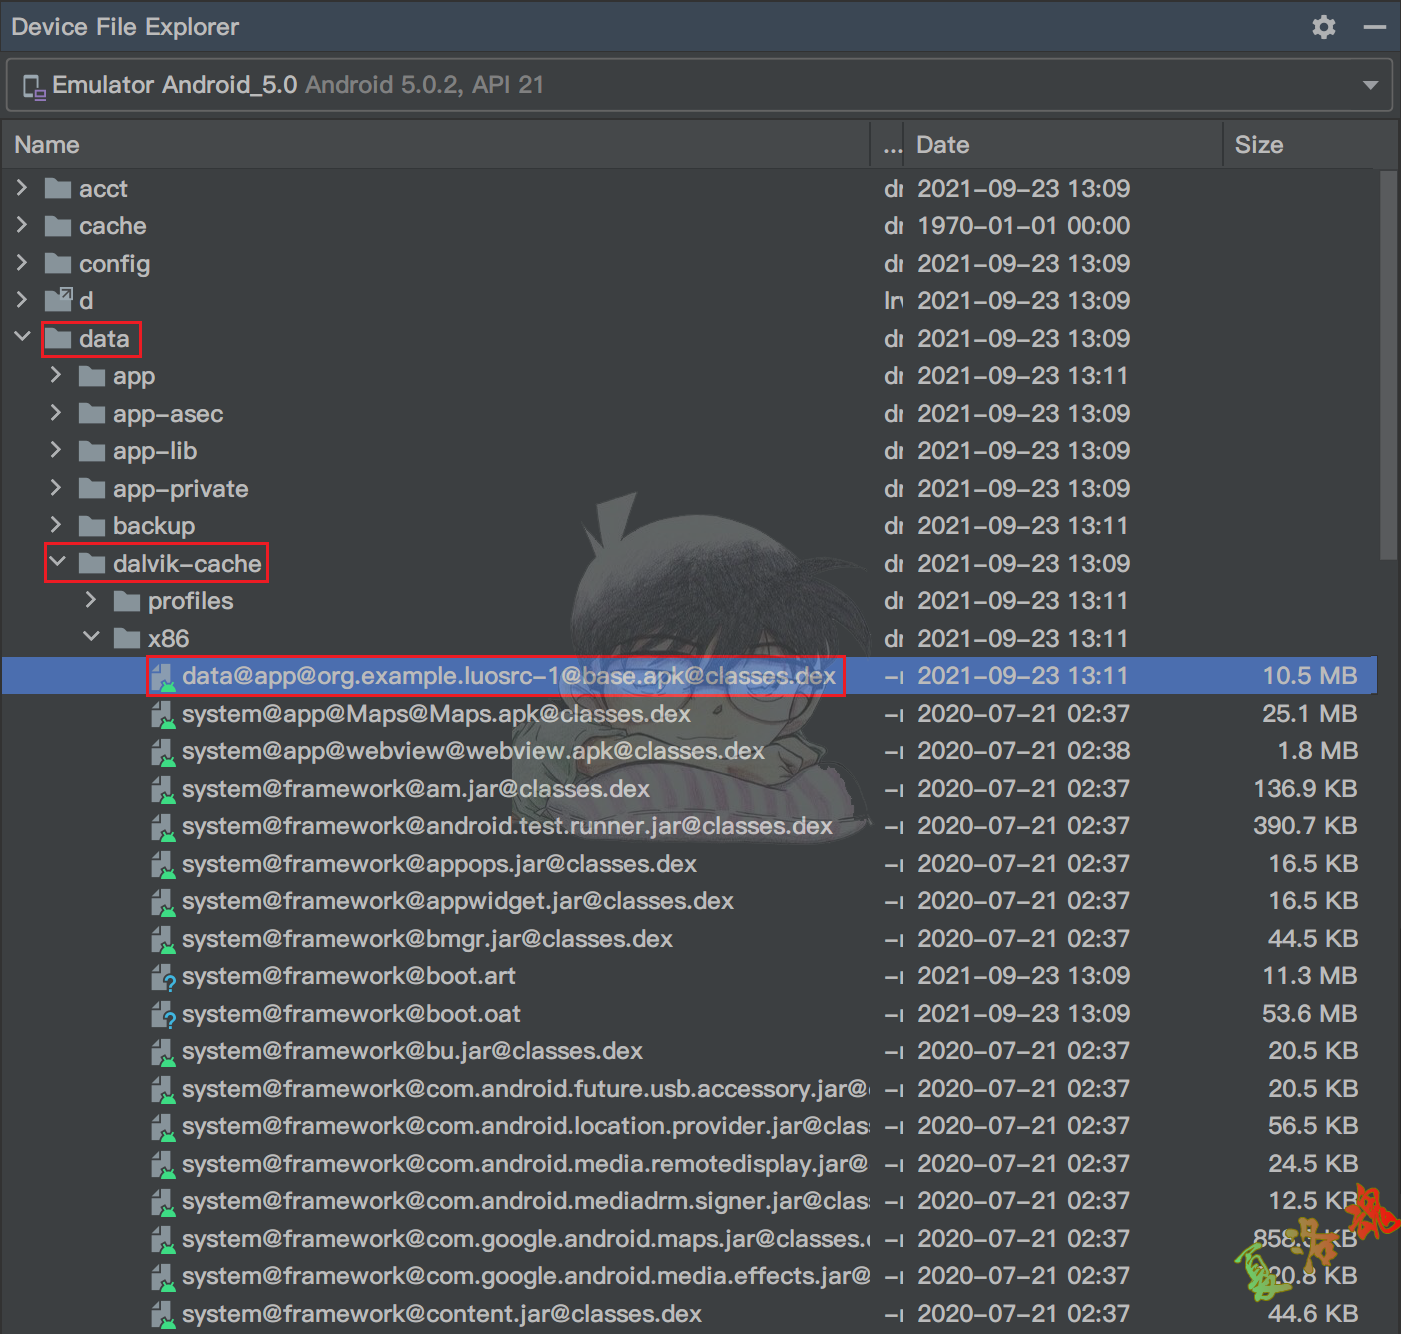 Device File Explorer
Emulator Android_5.0 Android 5.0.2, API 21
Name ... Date Size
acct dr 2021-09-23 13:09
cache dr 1970-01-01 00:00
config dr 2021-09-23 13:09
d lrv 2021-09-23 13:09
data dr 2021-09-23 13:09
app dr 2021-09-23 13:11
app-asec dr 2021-09-23 13:09
app-lib dr 2021-09-23 13:09
app-private dr 2021-09-23 13:09
backup dr 2021-09-23 13:11
dalvik-cache dr 2021-09-23 13:09
profiles dr 2021-09-23 13:11
x86 dr 2021-09-23 13:11
data@app@org.example.luosrc-1@base.apk@classes.dex -r 2021-09-23 13:11 10.5 MB
system@app@Maps@Maps.apk@classes.dex -r 2020-07-21 02:37 25.1 MB
system@app@webview@webview.apk@classes.dex -r 2020-07-21 02:38 1.8 MB
system@framework@am.jar@classes.dex -r 2020-07-21 02:37 136.9 KB
system@framework@android.test.runner.jar@classes.dex -r 2020-07-21 02:37 390.7 KB
system@framework@appops.jar@classes.dex -r 2020-07-21 02:37 16.5 KB
system@framework@appwidget.jar@classes.dex -r 2020-07-21 02:37 16.5 KB
system@framework@bmgr.jar@classes.dex -r 2020-07-21 02:37 44.5 KB
system@framework@boot.art -r 2021-09-23 13:09 11.3 MB
system@framework@boot.oat -r 2021-09-23 13:09 53.6 MB
system@framework@bu.jar@classes.dex -r 2020-07-21 02:37 20.5 KB
system@framework@com.android.future.usb.accessory.jar@ -r 2020-07-21 02:37 20.5 KB
system@framework@com.android.location.provider.jar@clas -r 2020-07-21 02:37 56.5 KB
system@framework@com.android.media.remotedisplay.jar@ -r 2020-07-21 02:37 24.5 KB
system@framework@com.android.mediadrm.signer.jar@clas -r 2020-07-21 02:37 12.5 KB
system@framework@com.google.android.maps.jar@classes. -r 2020-07-21 02:37 KB
system@framework@com.google.android.media.effects.jar@ -r 2020-07-21 02:37 KB
system@framework@content.jar@classes.dex -r 2020-07-21 02:37 44.6 KB